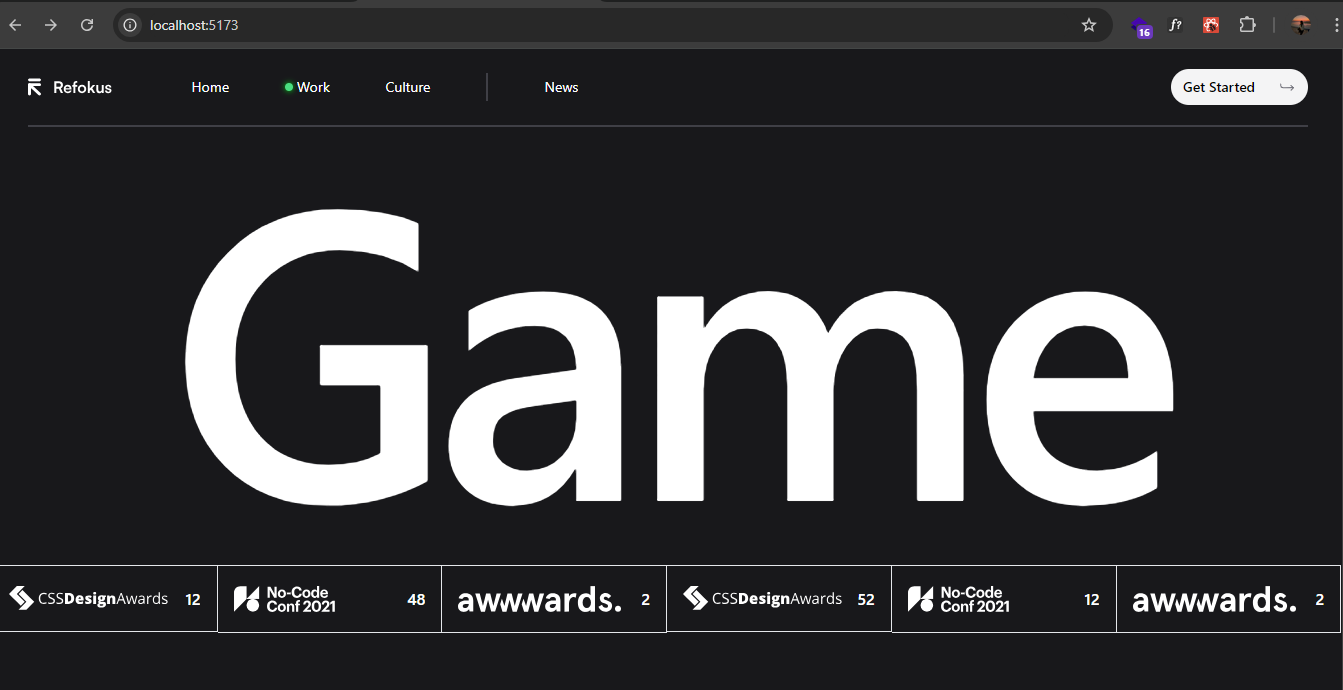 localhost:5173
16
f?
Refokus
Home
Work
Culture
News
Get Started
Game
CSSDesignAwards 12
No-Code
Conf 2021
48
awwwards. 2
CSSDesignAwards 52
No-Code
Conf 2021
12
awwwards. 2